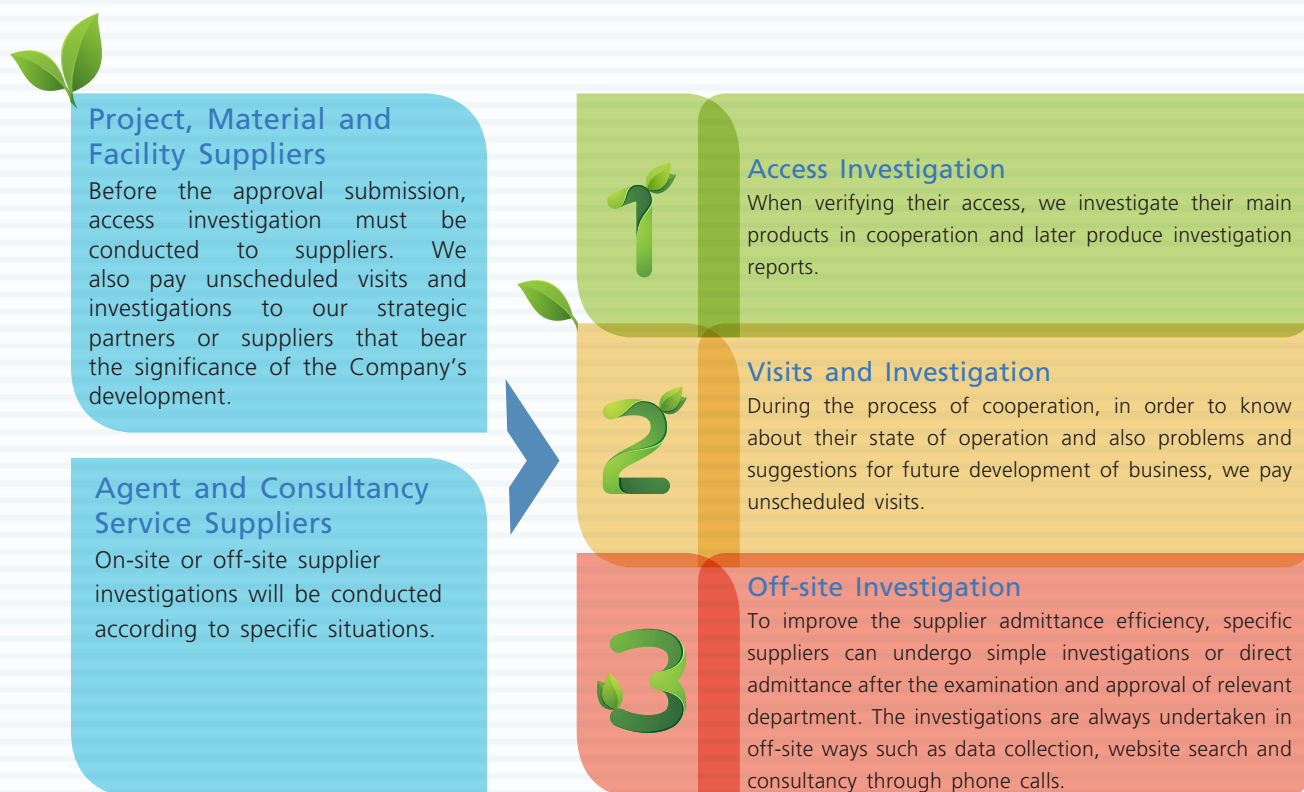 Project, Material and
Facility Suppliers
Before the approval submission,
access investigation must be
conducted to suppliers. We
also pay unscheduled visits and
investigations to our strategic
partners or suppliers that bear
the significance of the Company’s
development.
Agent and Consultancy
Service Suppliers
On-site or off-site supplier
investigations will be conducted
according to specific situations.
1
Access Investigation
When verifying their access, we investigate their main
products in cooperation and later produce investigation
reports.
2
Visits and Investigation
During the process of cooperation, in order to know
about their state of operation and also problems and
suggestions for future development of business, we pay
unscheduled visits.
3
Off-site Investigation
To improve the supplier admittance efficiency, specific
suppliers can undergo simple investigations or direct
admittance after the examination and approval of relevant
department. The investigations are always undertaken in
off-site ways such as data collection, website search and
consultancy through phone calls.